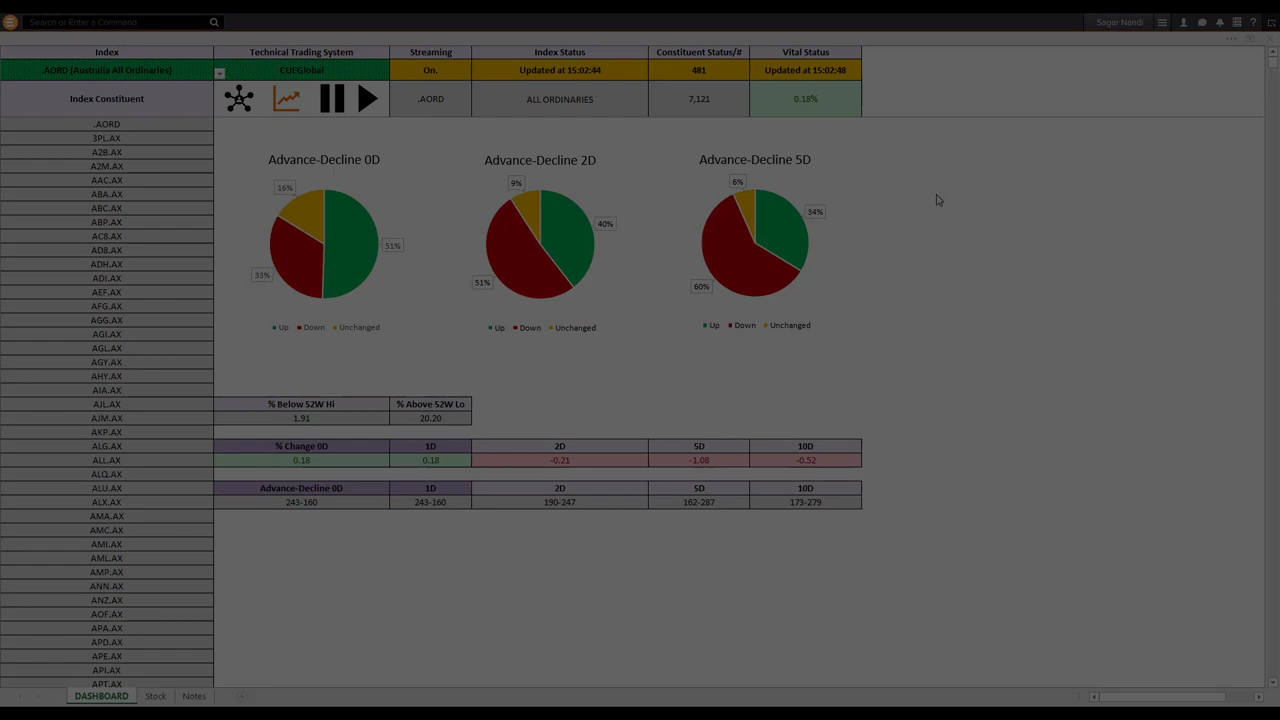 Search or Enter a Command
Sagar Nandi
Index Technical Trading System Streaming Index Status Constituent Status/# Vital Status
.AORD (Australia All Ordinaries) CUEGlobal On. Updated at 15:02:44 481 Updated at 15:02:48
Index Constituent .AORD ALL ORDINARIES 7,121 0.18%
.AORD
3PL.AX
A2B.AX
A2M.AX
AAC.AX
ABA.AX
ABC.AX
ABP.AX
AC8.AX
AD8.AX
ADH.AX
ADI.AX
AEF.AX
AFG.AX
AGG.AX
AGI.AX
AGL.AX
AGY.AX
AHY.AX
AIA.AX
AJL.AX
AJM.AX
AKP.AX
ALG.AX
ALL.AX
ALQ.AX
ALU.AX
ALX.AX
AMA.AX
AMC.AX
AMI.AX
AML.AX
AMP.AX
ANN.AX
ANZ.AX
AOF.AX
APA.AX
APD.AX
APE.AX
API.AX
APT.AX
Advance-Decline 0D
16%
51%
33%
Up Down Unchanged
Advance-Decline 2D
9%
40%
51%
Up Down Unchanged
Advance-Decline 5D
6%
34%
60%
Up Down Unchanged
% Below 52W Hi % Above 52W Lo
1.91 20.20
% Change 0D 1D 2D 5D 10D
0.18 0.18 -0.21 -1.08 -0.52
Advance-Decline 0D 1D 2D 5D 10D
243-160 243-160 190-247 162-287 173-279
DASHBOARD Stock Notes